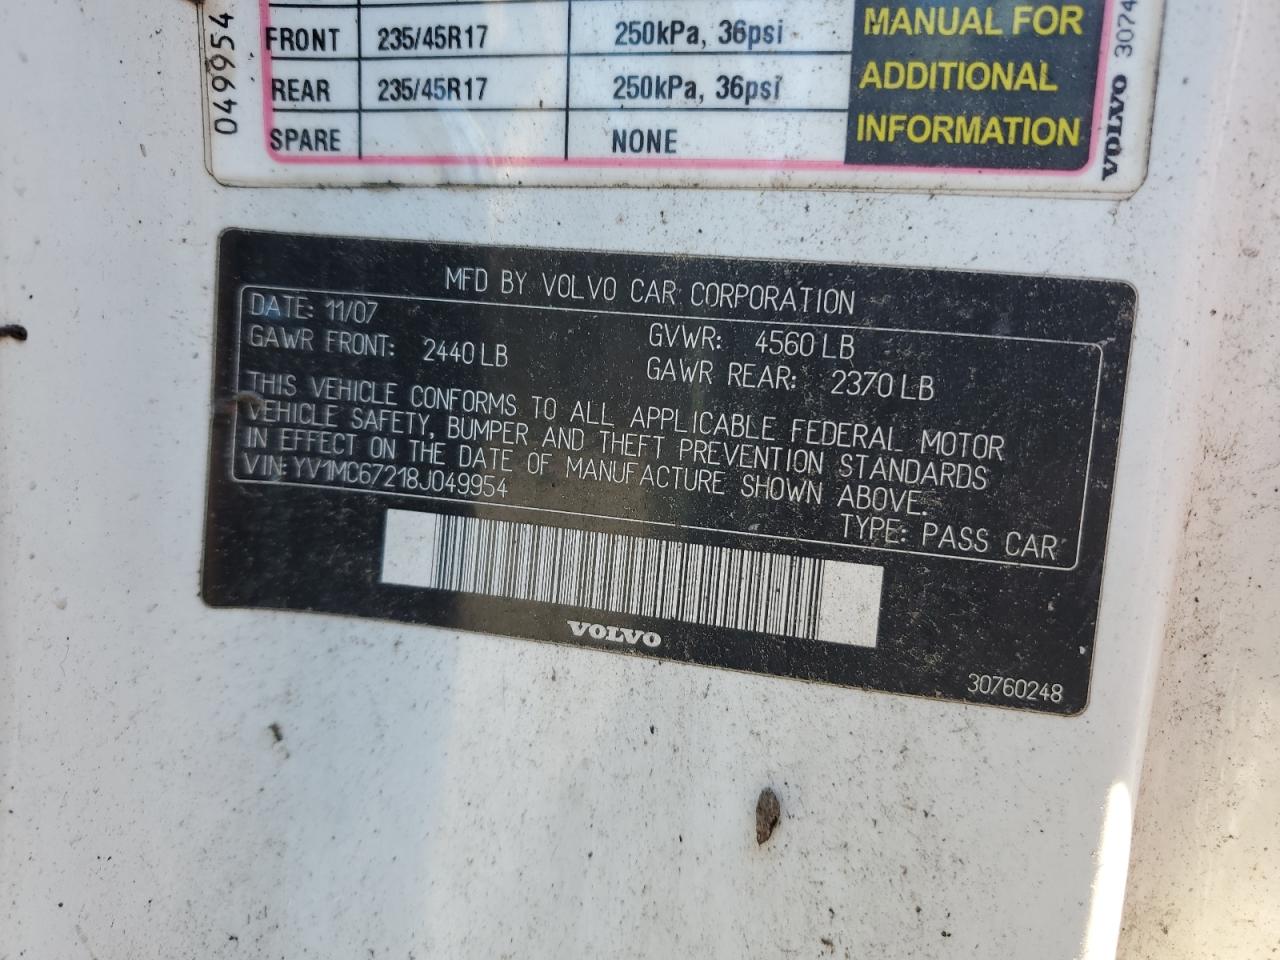 FRONT 235/45R17 250kPa, 36psi
REAR 235/45R17 250kPa, 36psi
SPARE NONE
MANUAL FOR
ADDITIONAL
INFORMATION
049954
VOLVO 3074
MFD BY VOLVO CAR CORPORATION
DATE: 11/07 GVWR: 4560 LB
GAWR FRONT: 2440 LB GAWR REAR: 2370 LB
THIS VEHICLE CONFORMS TO ALL APPLICABLE FEDERAL MOTOR
VEHICLE SAFETY, BUMPER AND THEFT PREVENTION STANDARDS
IN EFFECT ON THE DATE OF MANUFACTURE SHOWN ABOVE.
VIN: YV1MC67218J049954 TYPE: PASS CAR
VOLVO
30760248